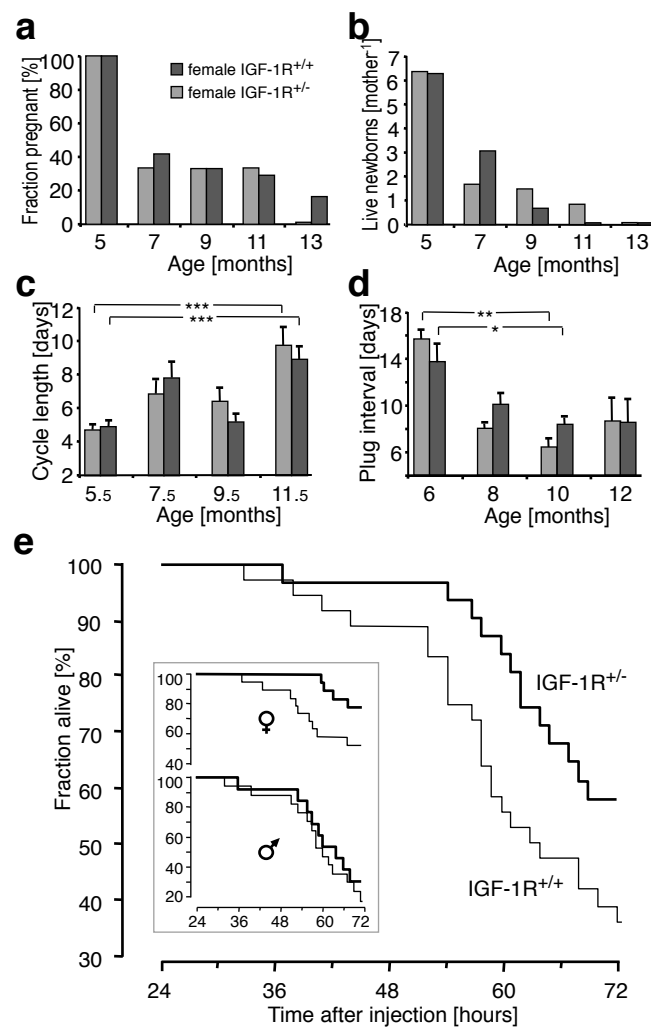 a
Fraction pregnant [%]
100
80
60
40
20
0
female IGF-1R+/+
female IGF-1R+/-
5 7 9 11 13
Age [months]
b
Live newborns [mother-1]
7
6
5
4
3
2
1
0
5 7 9 11 13
Age [months]
c
Cycle length [days]
12
10
8
6
4
2
***
***
5.5 7.5 9.5 11.5
Age [months]
d
Plug interval [days]
18
14
10
8
6
**
*
6 8 10 12
Age [months]
e
Fraction alive [%]
100
90
80
70
60
50
40
30
IGF-1R+/-
IGF-1R+/+
100
80
60
40
♀
100
80
60
40
20
♂
24 36 48 60 72
24 36 48 60 72
Time after injection [hours]